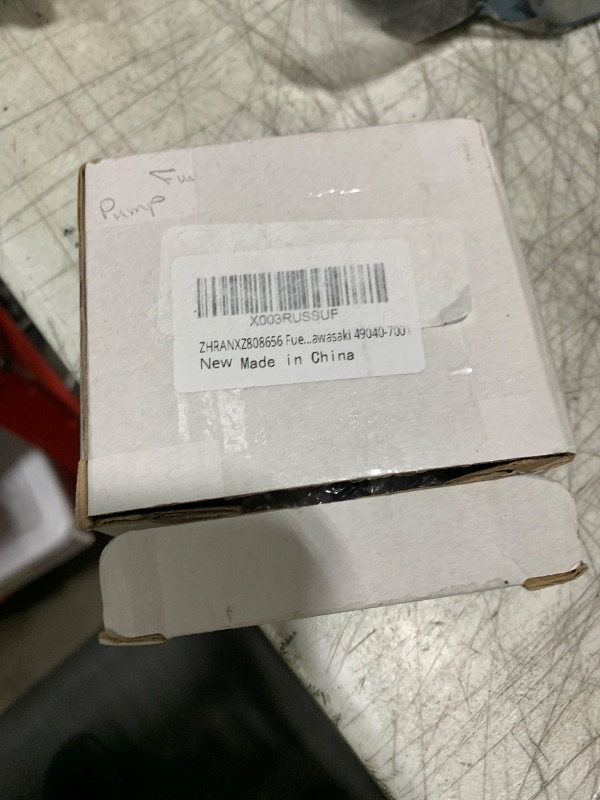 Fu
Pump
X003RUSSUF
ZHRANXZ808656 Fue...awasaki 49040-7001
New Made in China